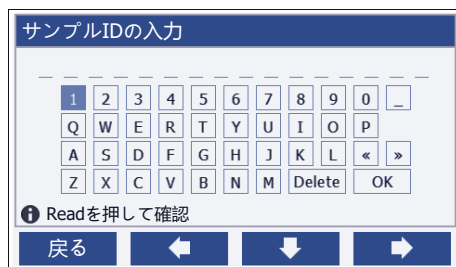 サンプルIDの入力
_ _ _ _ _ _ _ _ _ _ _ _ _ _ _ _
1 2 3 4 5 6 7 8 9 0 _
Q W E R T Y U I O P
A S D F G H J K L « »
Z X C V B N M Delete OK
Readを押して確認
戻る